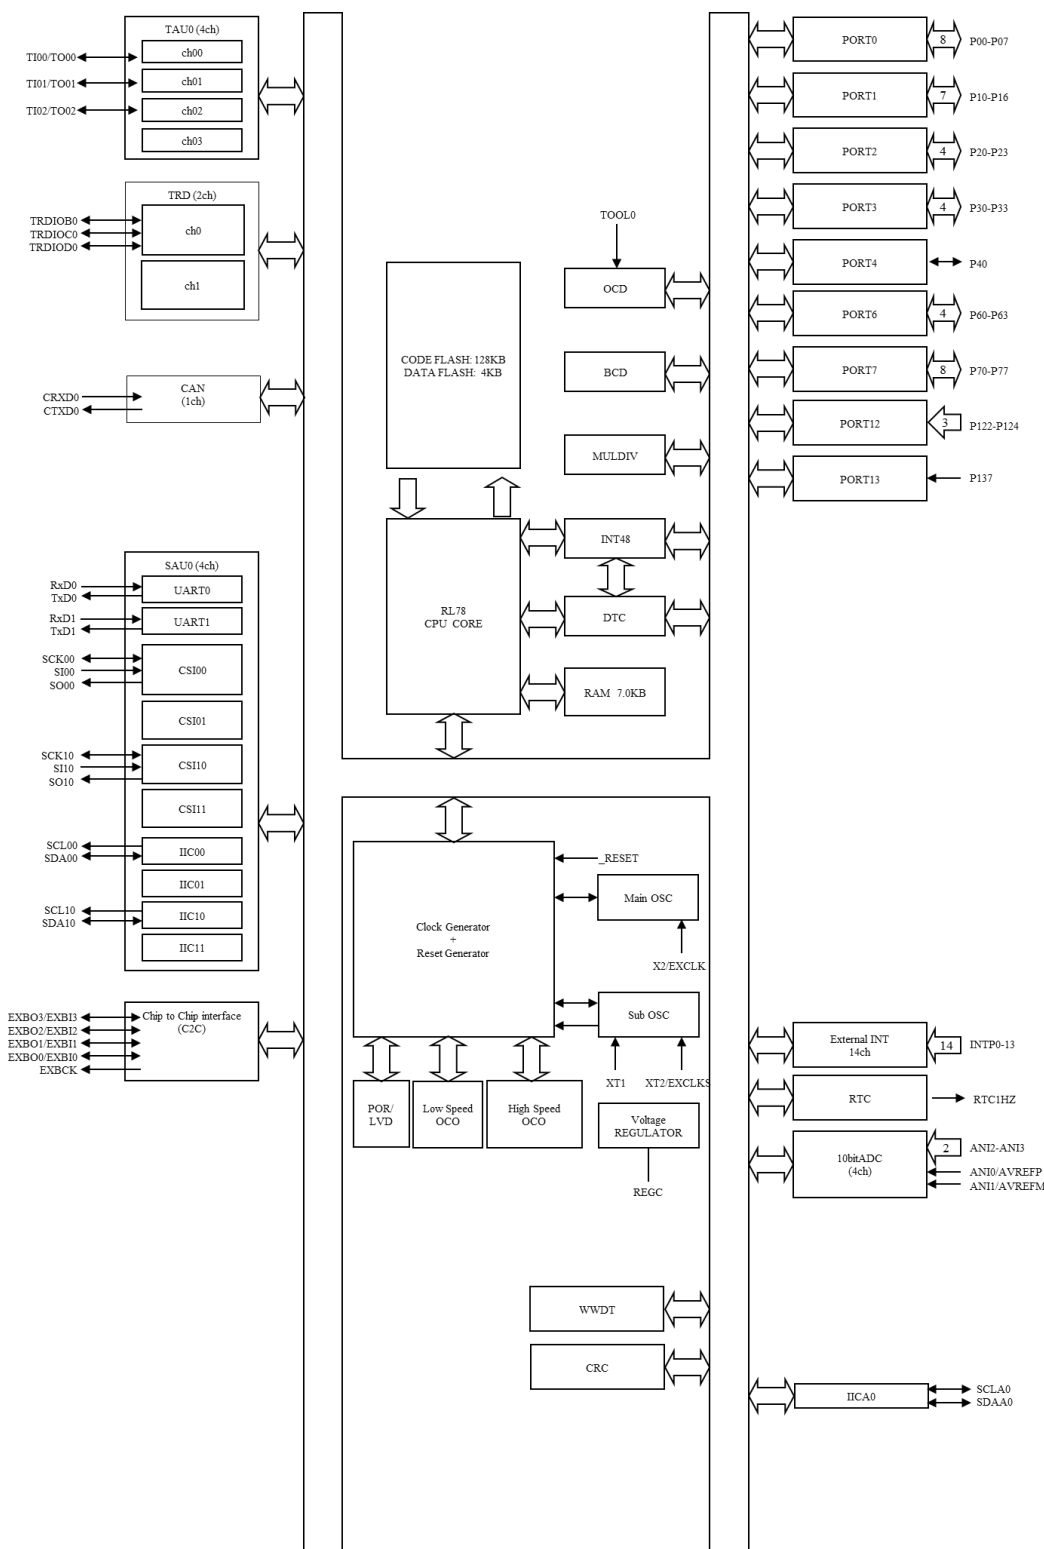 TAU0 (4ch)
ch00
TI00/TO00
ch01
TI01/TO01
ch02
TI02/TO02
ch03
TRD (2ch)
TRDIOB0
TRDIOC0
TRDIOD0
ch0
ch1
CAN
(1ch)
CRXD0
CTXD0
SAU0 (4ch)
RxD0
TxD0
UART0
RxD1
TxD1
UART1
SCK00
SI00
SO00
CSI00
CSI01
SCK10
SI10
SO10
CSI10
CSI11
SCL00
SDA00
IIC00
IIC01
SCL10
SDA10
IIC10
IIC11
EXBO3/EXBI3
EXBO2/EXBI2
EXBO1/EXBI1
EXBO0/EXBI0
EXBCK
Chip to Chip interface
(C2C)
CODE FLASH: 128KB
DATA FLASH: 4KB
RL78
CPU CORE
TOOL0
OCD
BCD
MULDIV
INT48
DTC
RAM 7.0KB
Clock Generator
+
Reset Generator
_RESET
Main OSC
X2/EXCLK
Sub OSC
XT1
XT2/EXCLKS
POR/
LVD
Low Speed
OCO
High Speed
OCO
Voltage
REGULATOR
REGC
WWDT
CRC
PORT0
8
P00-P07
PORT1
7
P10-P16
PORT2
4
P20-P23
PORT3
4
P30-P33
PORT4
P40
PORT6
4
P60-P63
PORT7
8
P70-P77
PORT12
3
P122-P124
PORT13
P137
External INT
14ch
14
INTP0-13
RTC
RTC1HZ
10bitADC
(4ch)
2
ANI2-ANI3
ANI0/AVREFP
ANI1/AVREFM
IICA0
SCLA0
SDAA0